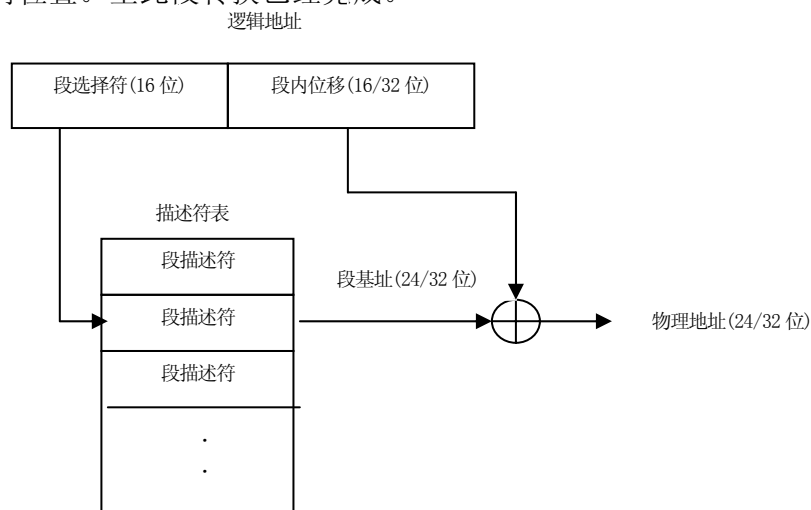 逻辑地址
段选择符(16 位)
段内位移(16/32 位)
描述符表
段描述符
段基址(24/32 位)
段描述符
物理地址(24/32 位)
段描述符
.
.